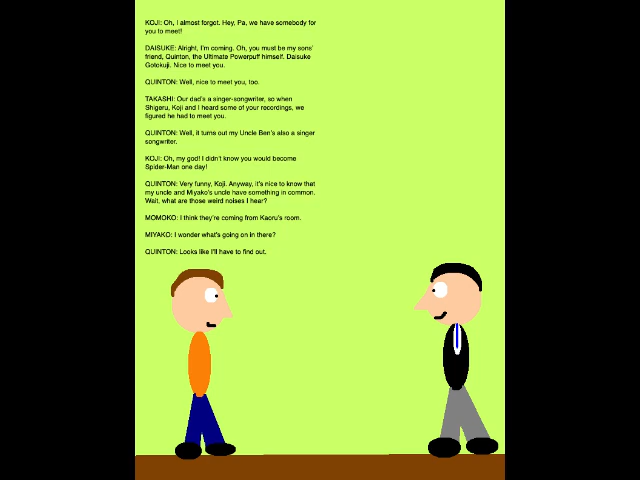 KOJI: Oh, I almost forgot. Hey, Pa, we have somebody for
you to meet!
DAISUKE: Alright, I'm coming. Oh, you must be my sons'
friend, Quinton, the Ultimate Powerpuff himself. Daisuke
Gotokuji. Nice to meet you.
QUINTON: Well, nice to meet you, too.
TAKASHI: Our dad's a singer-songwriter, so when
Shigeru, Koji and I heard some of your recordings, we
figured he had to meet you.
QUINTON: Well, it turns out my Uncle Ben's also a singer
songwriter.
KOJI: Oh, my god! I didn't know you would become
Spider-Man one day!
QUINTON: Very funny, Koji. Anyway, it's nice to know that
my uncle and Miyako's uncle have something in common.
Wait, what are those weird noises I hear?
MOMOKO: I think they're coming from Kaoru's room.
MIYAKO: I wonder what's going on in there?
QUINTON: Looks like I'll have to find out.